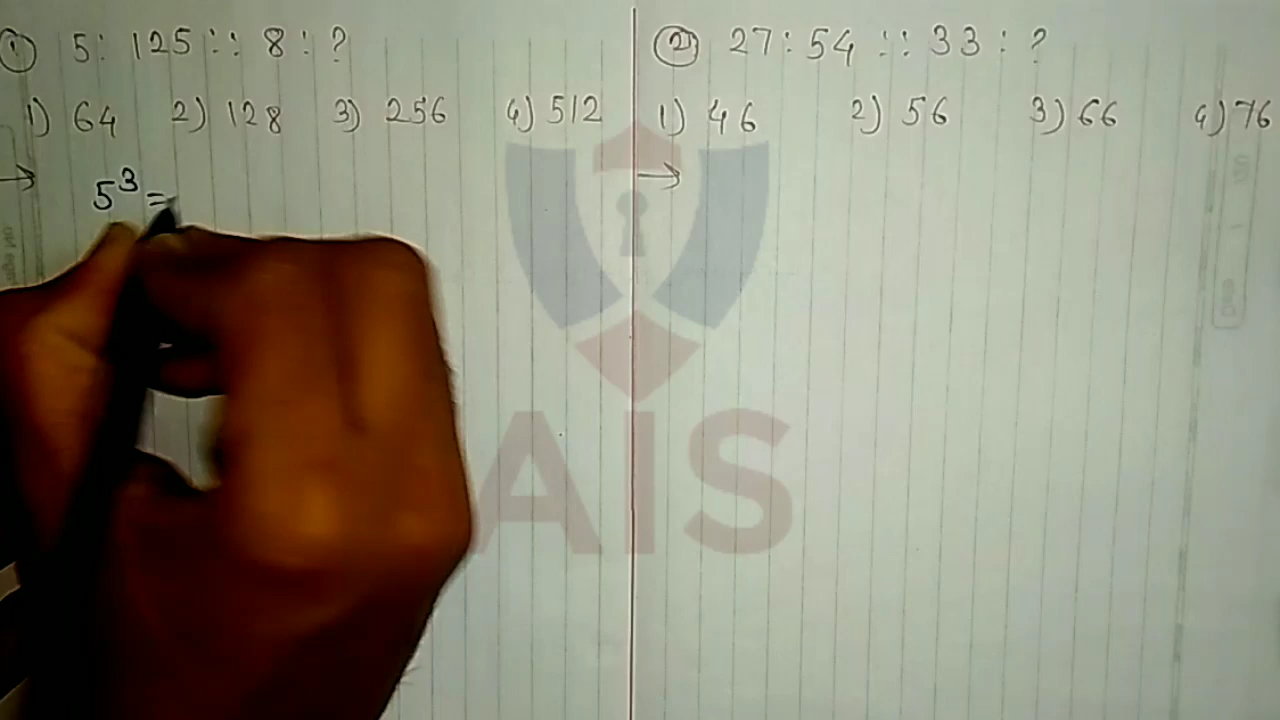 ① 5 : 125 : : 8 : ?
1) 64 2) 128 3) 256 4) 512
→ 5³ =
② 27 : 54 : : 33 : ?
1) 46 2) 56 3) 66 4) 76
→
AIS